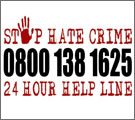 STOP HATE CRIME
0800 138 1625
24 HOUR HELP LINE